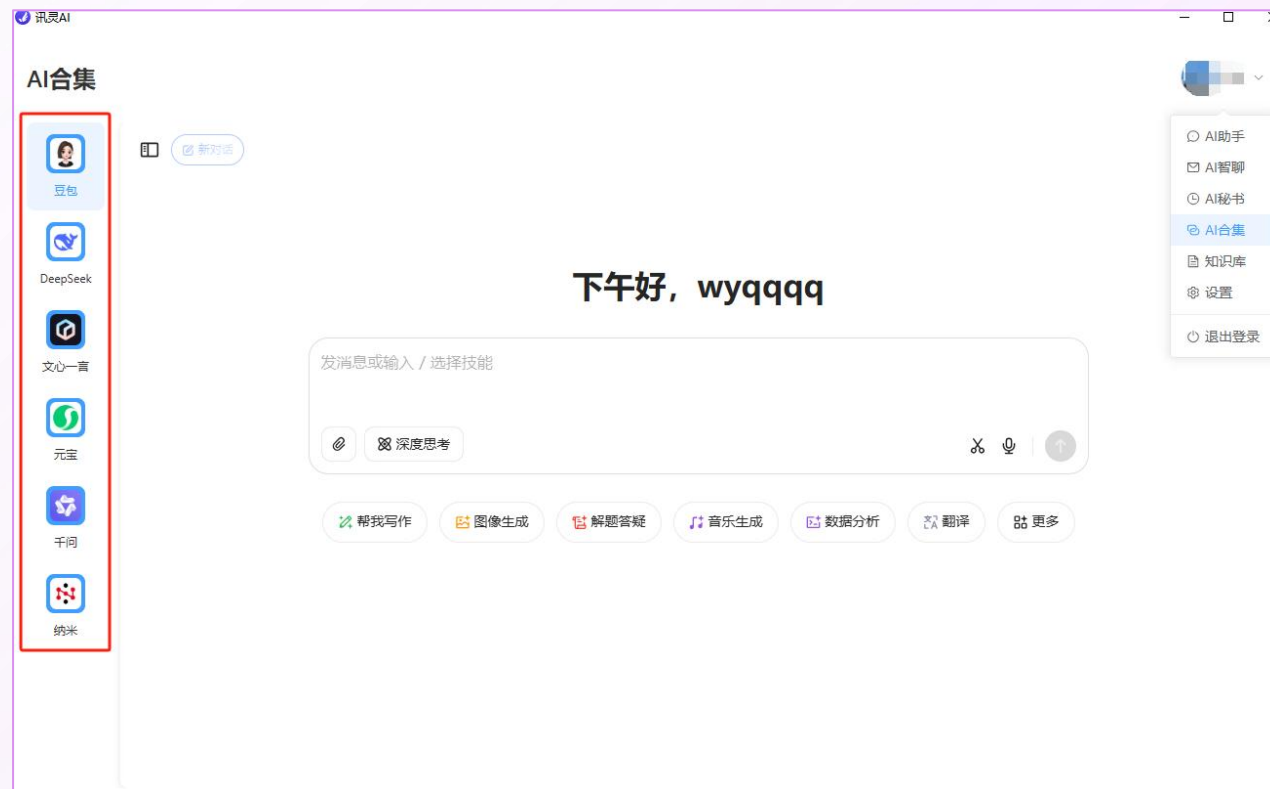 讯灵AI
AI合集
豆包
DeepSeek
文心一言
元宝
千问
纳米
新对话
下午好，wyqqqq
发消息或输入 / 选择技能
深度思考
帮我写作
图像生成
解题答疑
音乐生成
数据分析
翻译
更多
AI助手
AI智聊
AI秘书
AI合集
知识库
设置
退出登录